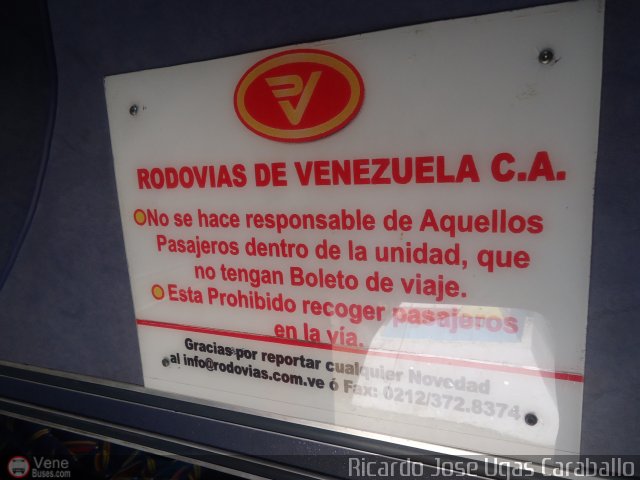 RV
RODOVIAS DE VENEZUELA C.A.
No se hace responsable de Aquellos
Pasajeros dentro de la unidad, que
no tengan Boleto de viaje.
Esta Prohibido recoger pasajeros
en la vía.
Gracias por reportar cualquier Novedad
al info@rodovias.com.ve ó Fax: 0212/372.8374
Vene
Buses.com
Ricardo Jose Ugas Caraballo